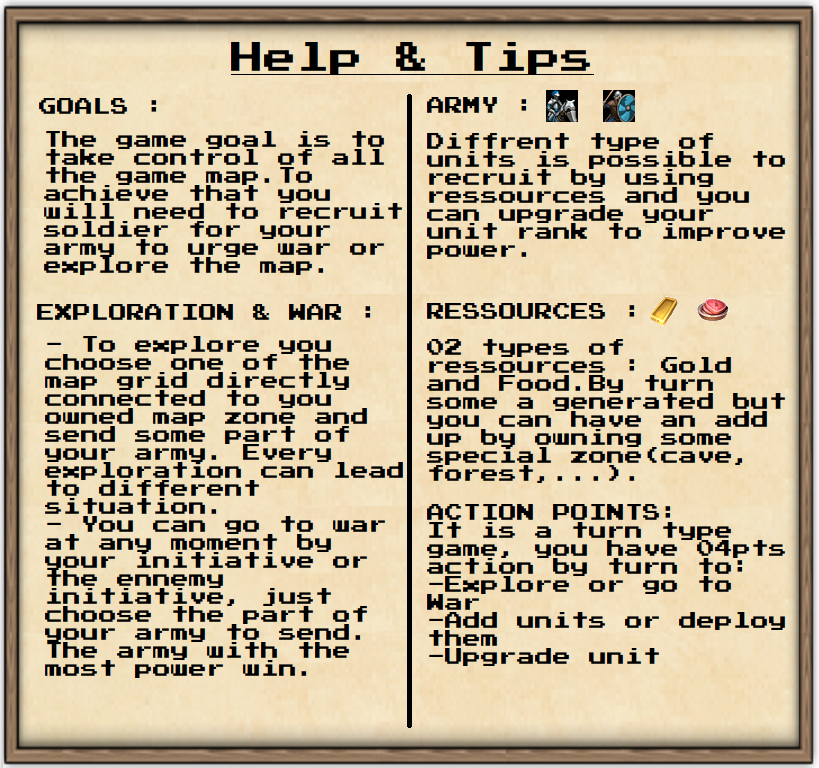 Help & Tips
GOALS :
The game goal is to
take control of all
the game map.To
achieve that you
will need to recruit
soldier for your
army to urge war or
explore the map.
EXPLORATION & WAR :
- To explore you
choose one of the
map grid directly
connected to you
owned map zone and
send some part of
your army. Every
exploration can lead
to different
situation.
- You can go to war
at any moment by
your initiative or
the ennemy
initiative, just
choose the part of
your army to send.
The army with the
most power win.
ARMY :
Diffrent type of
units is possible to
recruit by using
ressources and you
can upgrade your
unit rank to improve
power.
RESSOURCES :
02 types of
ressources : Gold
and Food.By turn
some a generated but
you can have an add
up by owning some
special zone(cave,
forest,...).
ACTION POINTS:
It is a turn type
game, you have 04pts
action by turn to:
-Explore or go to
War
-Add units or deploy
them
-Upgrade unit